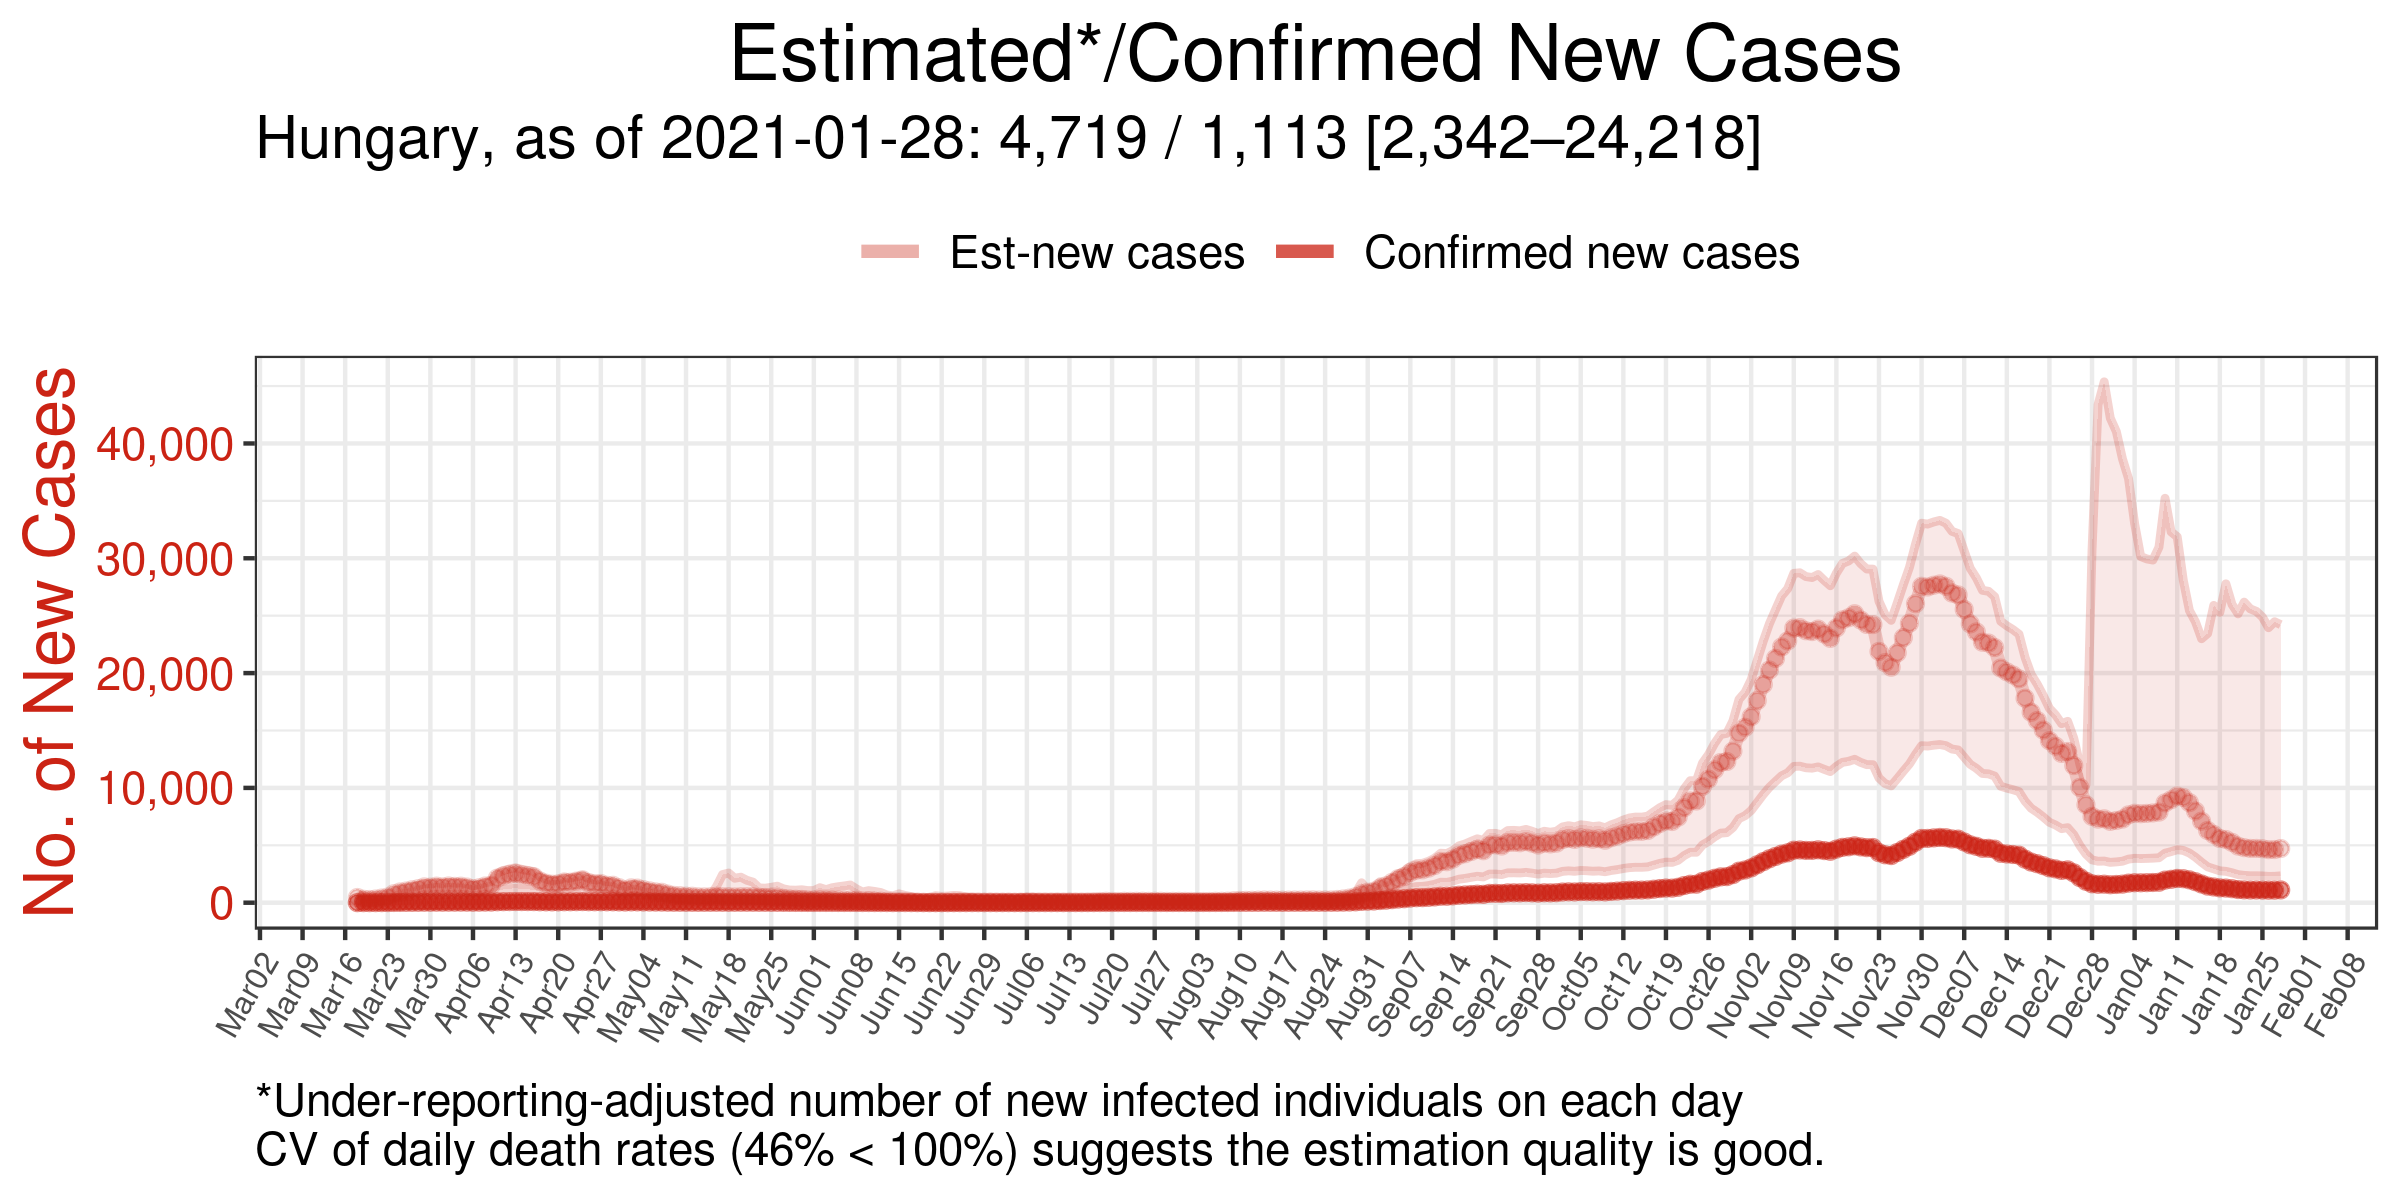 Estimated*/Confirmed New Cases
Hungary, as of 2021-01-28: 4,719 / 1,113 [2,342–24,218]
Est-new cases
Confirmed new cases
No. of New Cases
40,000
30,000
20,000
10,000
0
Mar02
Mar09
Mar16
Mar23
Mar30
Apr06
Apr13
Apr20
Apr27
May04
May11
May18
May25
Jun01
Jun08
Jun15
Jun22
Jun29
Jul06
Jul13
Jul20
Jul27
Aug03
Aug10
Aug17
Aug24
Aug31
Sep07
Sep14
Sep21
Sep28
Oct05
Oct12
Oct19
Oct26
Nov02
Nov09
Nov16
Nov23
Nov30
Dec07
Dec14
Dec21
Dec28
Jan04
Jan11
Jan18
Jan25
Feb01
Feb08
*Under-reporting-adjusted number of new infected individuals on each day
CV of daily death rates (46% < 100%) suggests the estimation quality is good.